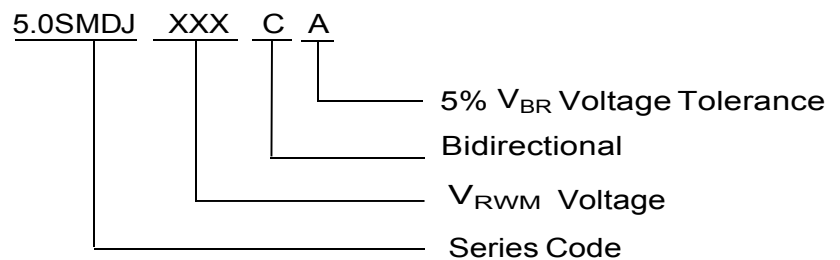 5.0SMDJ XXX C A
5% VBR Voltage Tolerance
Bidirectional
VRWM Voltage
Series Code